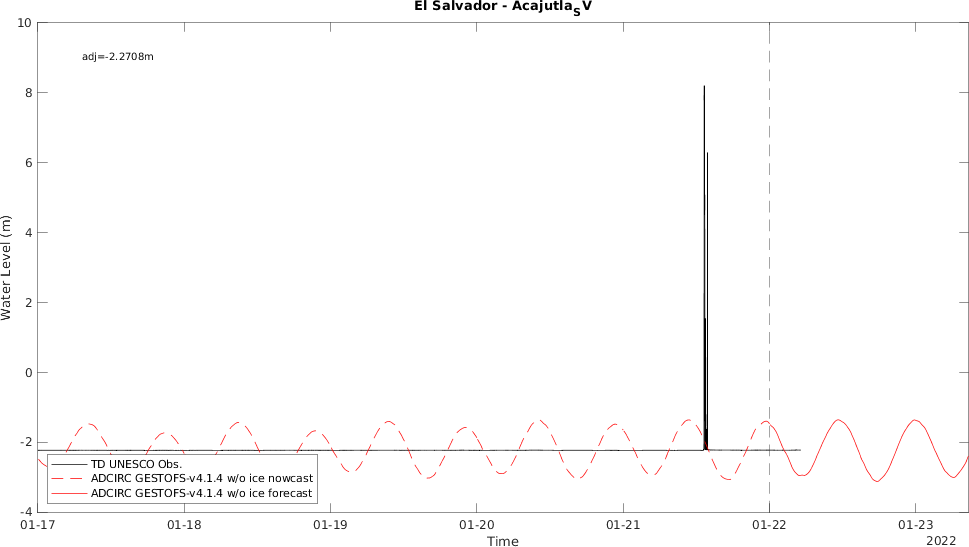 El Salvador - AcajutlaSV
adj=-2.2708m
10
8
6
4
2
0
-2
-4
Water Level (m)
TD UNESCO Obs.
ADCIRC GESTOFS-v4.1.4 w/o ice nowcast
ADCIRC GESTOFS-v4.1.4 w/o ice forecast
01-17
01-18
01-19
01-20
01-21
01-22
01-23
Time
2022